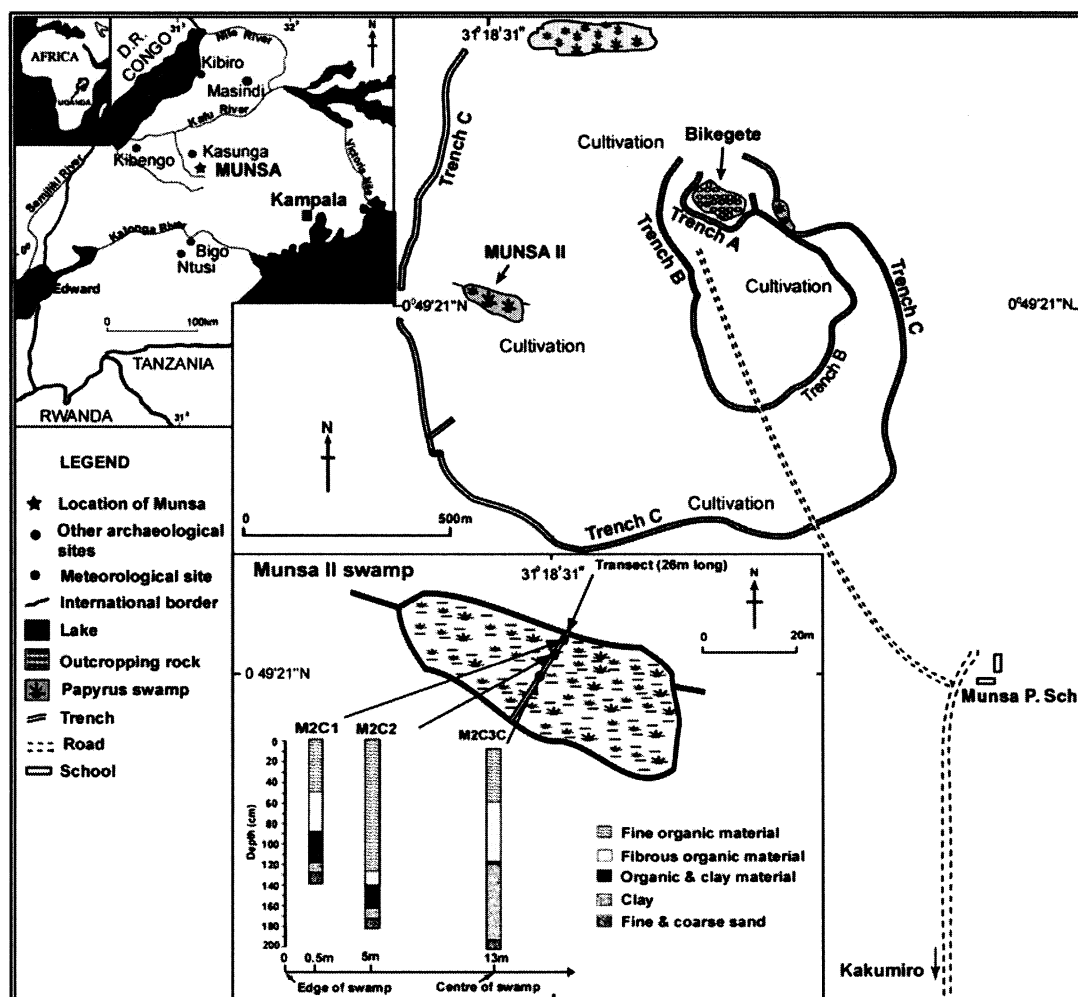 AFRICA
UGANDA
D.R. CONGO
31°
32°
N
Nile River
Kibiro
Masindi
Kafu River
Kibengo
Kasunga
MUNSA
Semliki River
Victoria Nile
Kampala
Katonga River
0°
Bigo
Ntusi
Edward
0 100km
TANZANIA
RWANDA
31°
31° 18' 31"
Trench C
Cultivation
Bikegete
Trench A
Trench B
MUNSA II
0°49'21"N
Cultivation
Cultivation
Trench C
0°49'21"N
Trench B
N
0 500m
Cultivation
Trench C
Munsa P. Sch
Kakumiro
LEGEND
Location of Munsa
Other archaeological
sites
Meteorological site
International border
Lake
Outcropping rock
Papyrus swamp
Trench
Road
School
Munsa II swamp
31° 18' 31"
Transect (26m long)
N
0 20m
0 49'21"N
M2C1 M2C2 M2C3C
Depth (cm)
0
20
40
60
80
100
120
140
160
180
200
Fine organic material
Fibrous organic material
Organic & clay material
Clay
Fine & coarse sand
0 0.5m 5m 13m
Edge of swamp Centre of swamp